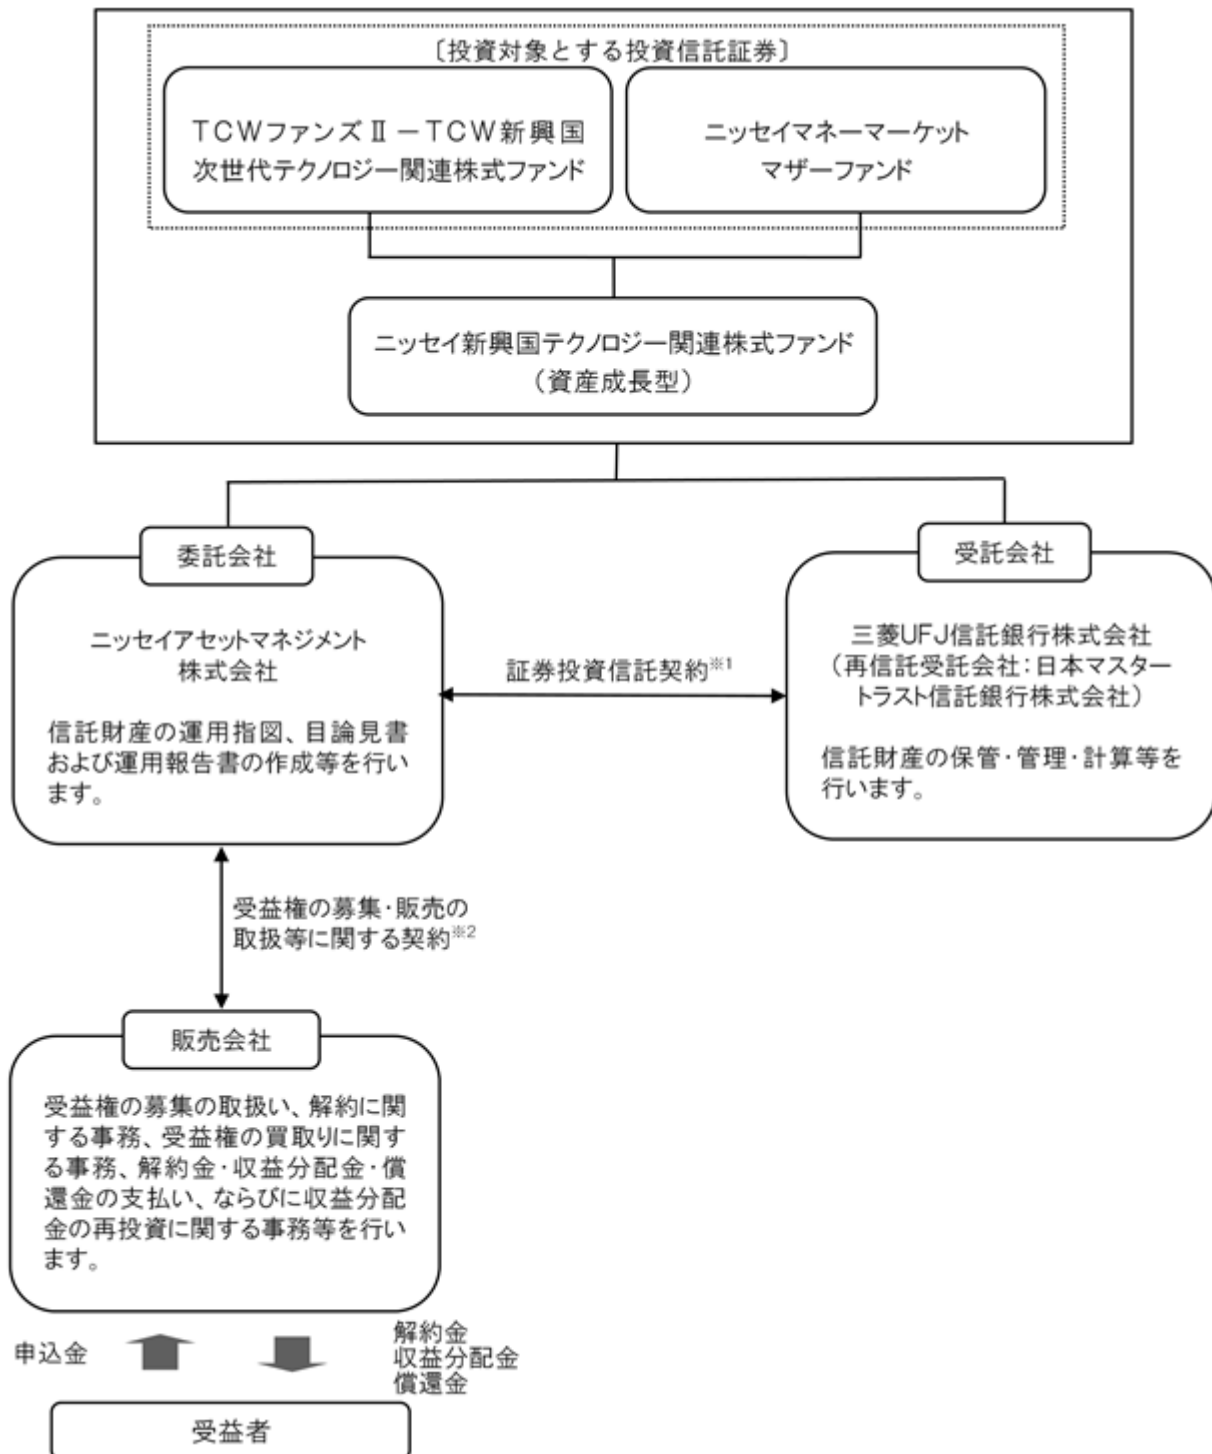 〔投資対象とする投資信託証券〕
TCWファンズⅡ－TCW新興国
次世代テクノロジー関連株式ファンド
ニッセイマネーマーケット
マザーファンド
ニッセイ新興国テクノロジー関連株式ファンド
（資産成長型）
委託会社
ニッセイアセットマネジメント
株式会社
信託財産の運用指図、目論見書
および運用報告書の作成等を行い
ます。
証券投資信託契約※1
受託会社
三菱UFJ信託銀行株式会社
（再信託受託会社：日本マスター
トラスト信託銀行株式会社）
信託財産の保管・管理・計算等を
行います。
受益権の募集・販売の
取扱等に関する契約※2
販売会社
受益権の募集の取扱い、解約に関
する事務、受益権の買取りに関す
る事務、解約金・収益分配金・償
還金の支払い、ならびに収益分配
金の再投資に関する事務等を行い
ます。
申込金
解約金
収益分配金
償還金
受益者